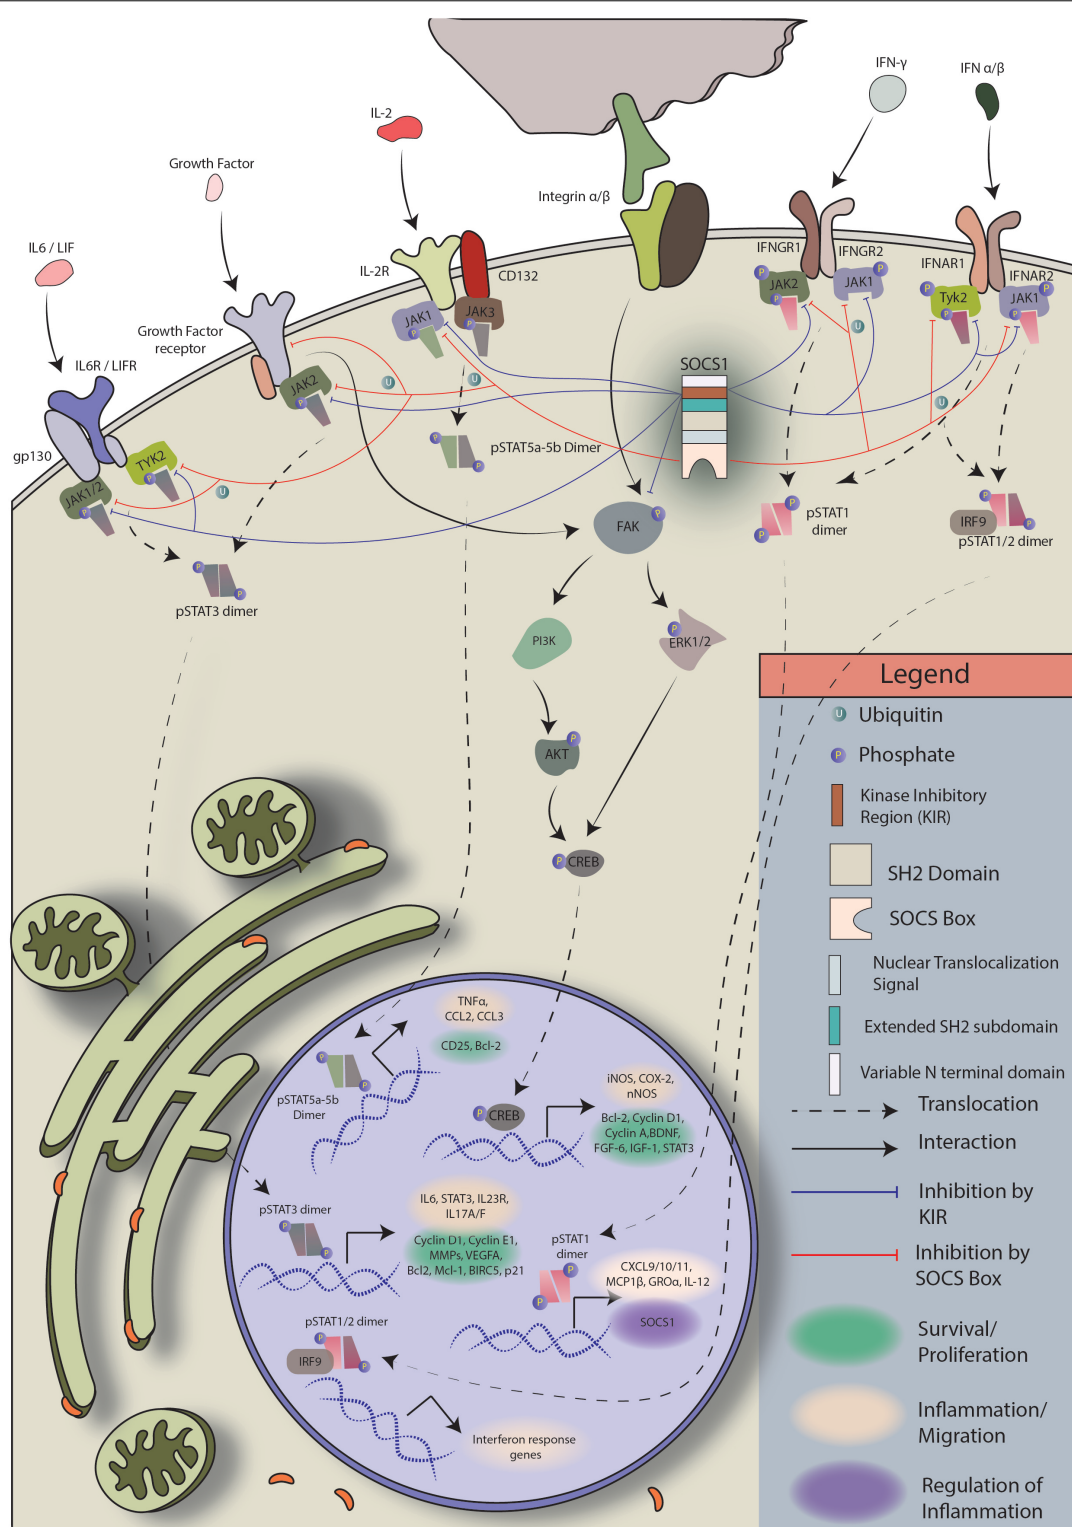 IFN-γ
IFN α/β
IL-2
Growth Factor
Integrin α/β
IL6 / LIF
IFNGR1
IFNGR2
IFNAR1
IFNAR2
IL-2R
CD132
P
P
JAK2
JAK1
P
P
P
Tyk2
JAK1
P
P
P
JAK1
JAK3
P
P
Growth Factor
receptor
U
SOCS1
IL6R / LIFR
JAK2
P
U
U
U
gp130
TYK2
P
P
pSTAT5a-5b Dimer
P
JAK1/2
P
U
P
P
pSTAT1
dimer
P
P
IRF9
P
pSTAT1/2 dimer
FAK
P
P
P
pSTAT3 dimer
PI3K
P
ERK1/2
Legend
U Ubiquitin
P Phosphate
Kinase Inhibitory
Region (KIR)
SH2 Domain
SOCS Box
Nuclear Translocalization
Signal
Extended SH2 subdomain
Variable N terminal domain
Translocation
Interaction
Inhibition by
KIR
Inhibition by
SOCS Box
Survival/
Proliferation
Inflammation/
Migration
Regulation of
Inflammation
AKT
P
P
CREB
TNFα,
CCL2, CCL3
CD25, Bcl-2
P
P
pSTAT5a-5b
Dimer
P
CREB
iNOS, COX-2,
nNOS
Bcl-2, Cyclin D1,
Cyclin A,BDNF,
FGF-6, IGF-1, STAT3
pSTAT3 dimer
P
P
IL6, STAT3, IL23R,
IL17A/F
Cyclin D1, Cyclin E1,
MMPs, VEGFA,
Bcl2, Mcl-1, BIRC5, p21
pSTAT1
dimer
P
P
CXCL9/10/11,
MCP1β, GROα, IL-12
SOCS1
pSTAT1/2 dimer
P
IRF9
P
Interferon response
genes